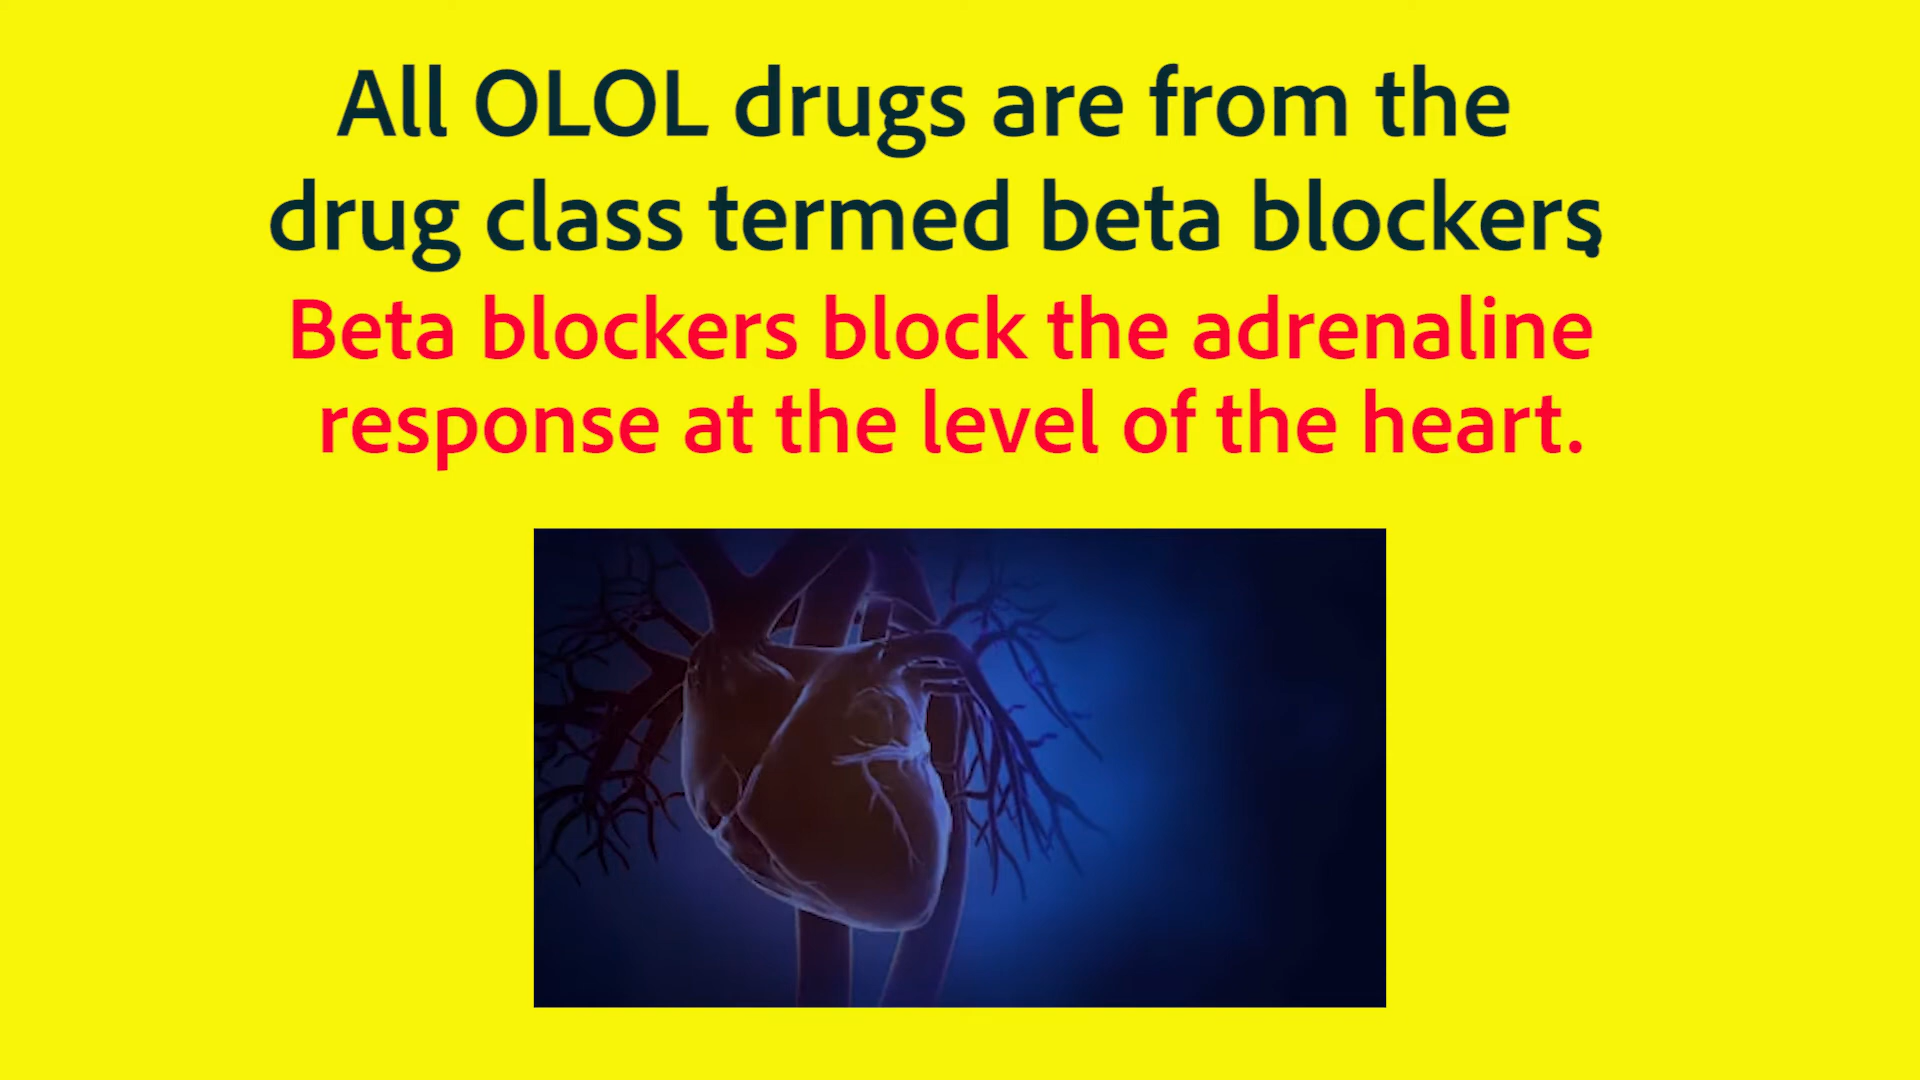 All OLOL drugs are from the
drug class termed beta blockers,
Beta blockers block the adrenaline
response at the level of the heart.